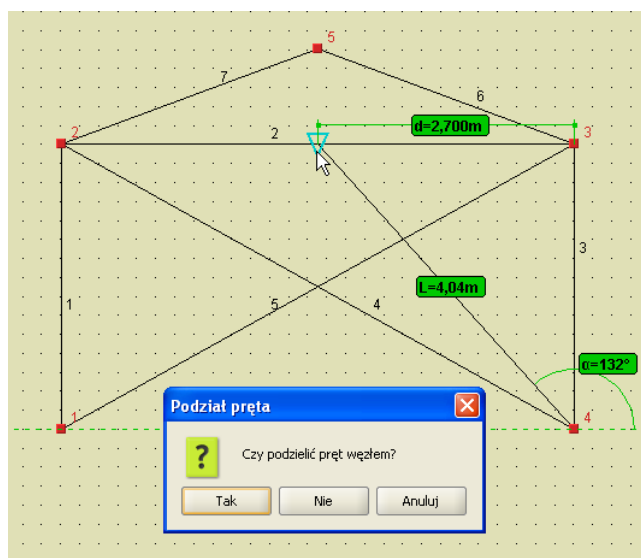 5
7
6
d=2,700m
2
2
3
3
L=4,04m
1
5
4
α=132°
1
4
Podział pręta
Czy podzielić pręt węzłem?
?
Tak Nie Anuluj